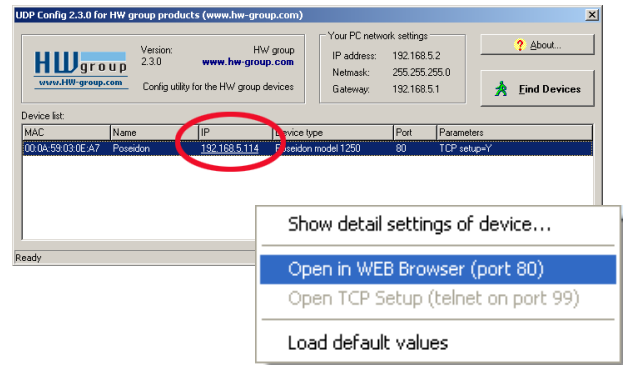 UDP Config 2.3.0 for HW group products (www.hw-group.com)
HWgroup
www.HW-group.com
Version: HW group
2.3.0 www.hw-group.com
Config utility for the HW group devices
Your PC network settings
IP address: 192.168.5.2
Netmask: 255.255.255.0
Gateway: 192.168.5.1
? About...
Find Devices
Device list:
MAC Name IP Device type Port Parameters
00:0A:59:03:0E:A7 Poseidon 192.168.5.114 Poseidon model 1250 80 TCP setup=Y
Ready
Show detail settings of device...
Open in WEB Browser (port 80)
Open TCP Setup (telnet on port 99)
Load default values